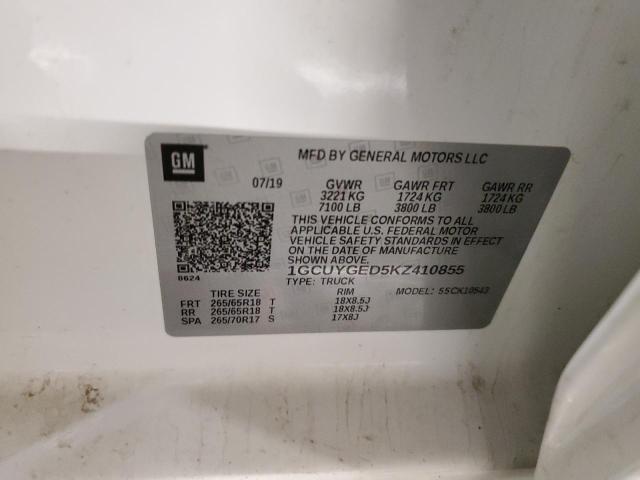 GM
MFD BY GENERAL MOTORS LLC
07/19 GVWR GAWR FRT GAWR RR
3221 KG 1724 KG 1724 KG
7100 LB 3800 LB 3800 LB
THIS VEHICLE CONFORMS TO ALL
APPLICABLE U.S. FEDERAL MOTOR
VEHICLE SAFETY STANDARDS IN EFFECT
ON THE DATE OF MANUFACTURE
SHOWN ABOVE.
8624
1GCUYGED5KZ410855
TYPE: TRUCK MODEL:
TIRE SIZE RIM
FRT 265/65R18 T 18X8.5J
RR 265/65R18 T 18X8.5J
SPA 265/70R17 S 17X8J